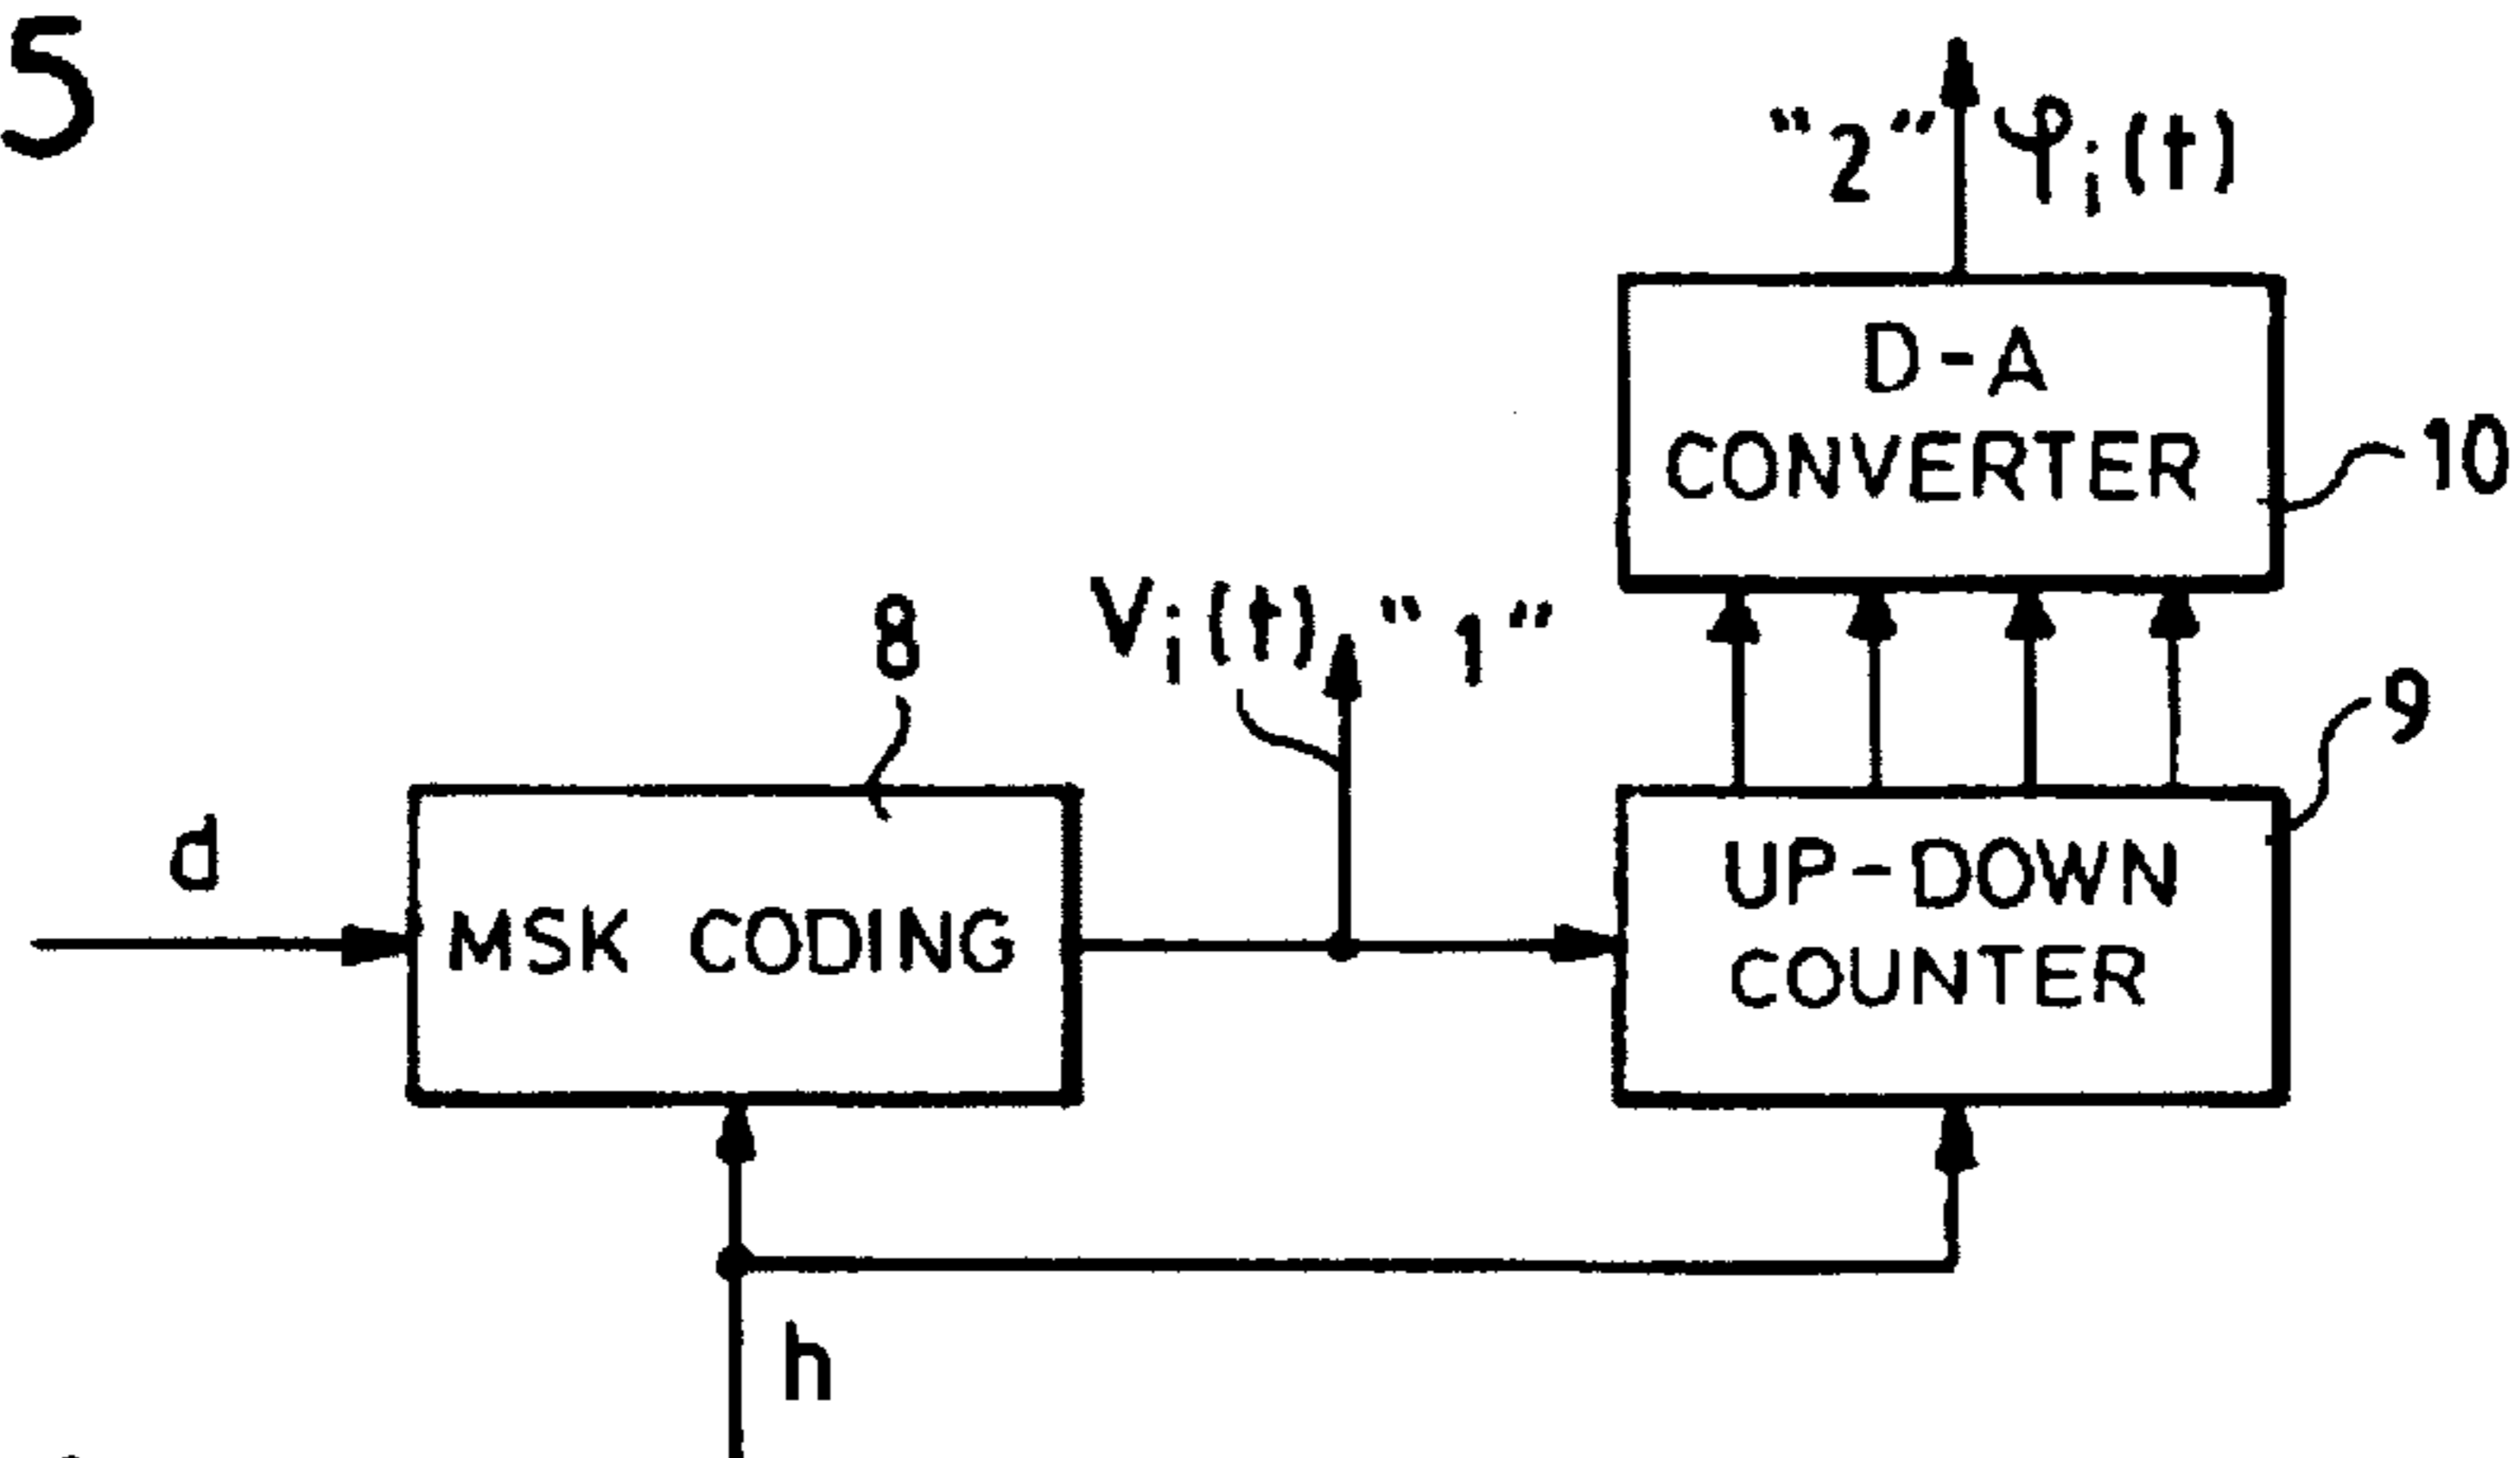 5
"2" φi(t)
D-A
CONVERTER
10
Vi(t) "1"
8
9
d
MSK CODING
UP-DOWN
COUNTER
h